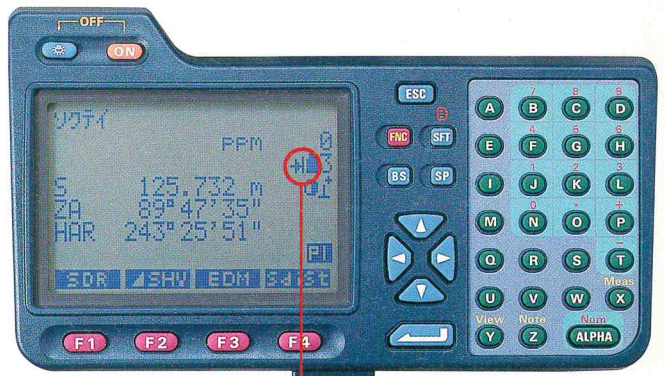 OFF
ON
ソクテイ
PPM 0
3
S 125.732 m
ZA 89°47'35"
HAR 243°25'51"
P1
SDR ◢SHV EDM Sdist
F1 F2 F3 F4
ESC
FNC SFT
BS SP
7 8 9
A B C D
4 5 6
E F G H
1 2 3
I J K L
0 . +
M N O P
-
Q R S T
Meas
U V W X
View Note Num
Y Z ALPHA